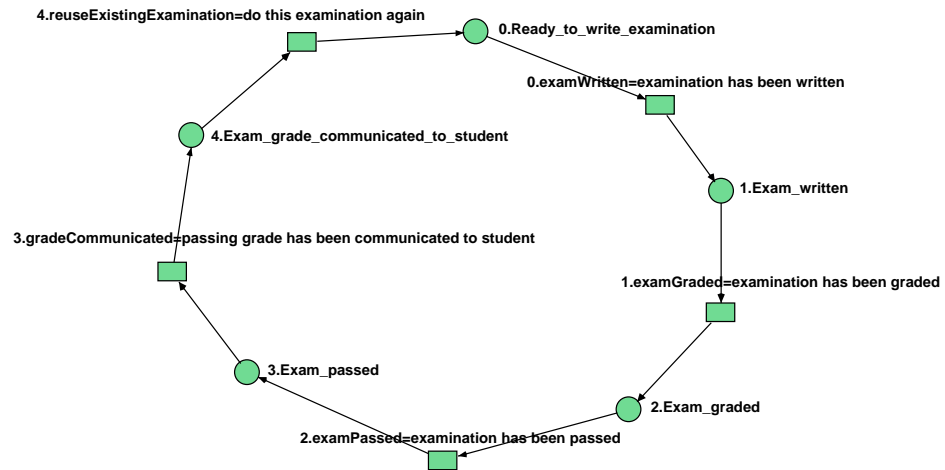 4.reuseExistingExamination=do this examination again
0.Ready_to_write_examination
0.examWritten=examination has been written
4.Exam_grade_communicated_to_student
1.Exam_written
3.gradeCommunicated=passing grade has been communicated to student
1.examGraded=examination has been graded
3.Exam_passed
2.Exam_graded
2.examPassed=examination has been passed